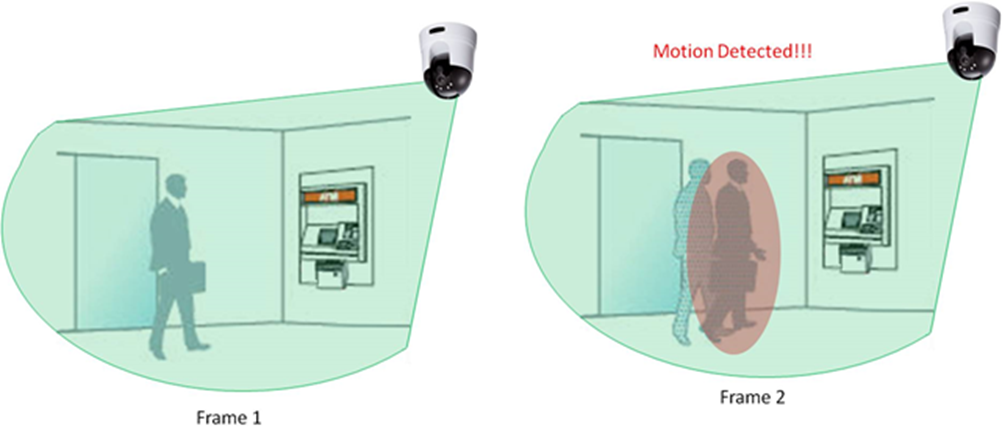 Motion Detected!!!
ATM
ATM
Frame 1
Frame 2